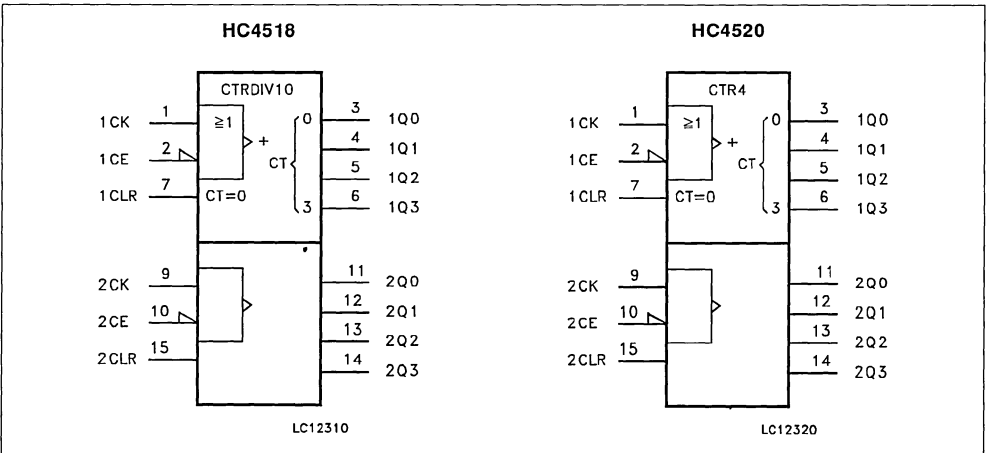 HC4518
CTRDIV10
1CK 1
≧1
+
1CE 2
1CLR 7
CT=0
CT
0
3
3 1Q0
4 1Q1
5 1Q2
6 1Q3
2CK 9
2CE 10
2CLR 15
11 2Q0
12 2Q1
13 2Q2
14 2Q3
LC12310
HC4520
CTR4
1CK 1
≧1
+
1CE 2
1CLR 7
CT=0
CT
0
3
3 1Q0
4 1Q1
5 1Q2
6 1Q3
2CK 9
2CE 10
2CLR 15
11 2Q0
12 2Q1
13 2Q2
14 2Q3
LC12320